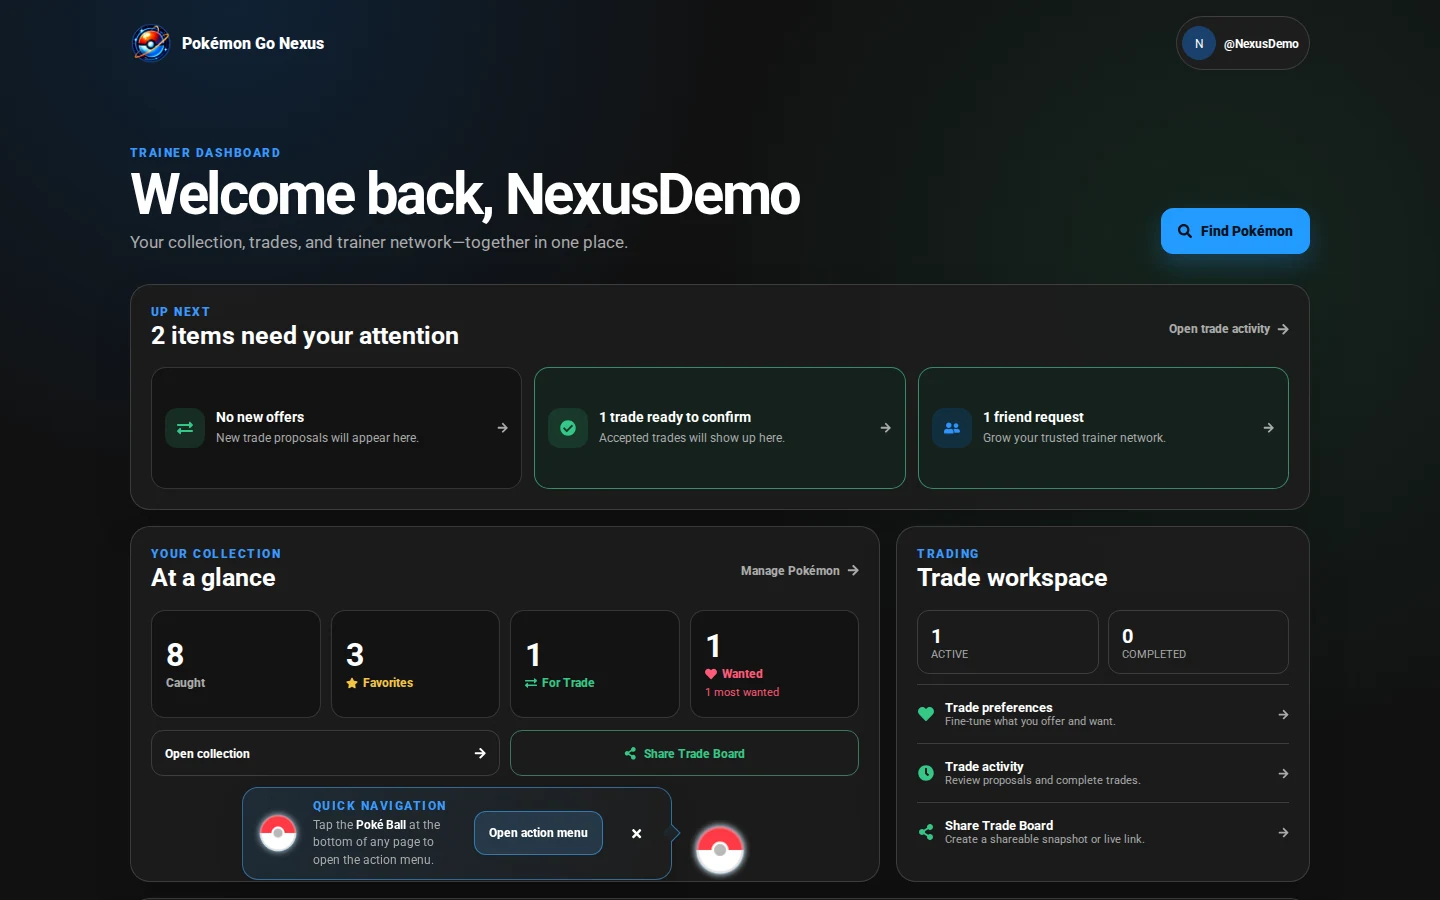 Pokémon Go Nexus
N
@NexusDemo
TRAINER DASHBOARD
Welcome back, NexusDemo
Your collection, trades, and trainer network—together in one place.
Find Pokémon
UP NEXT
2 items need your attention
Open trade activity
No new offers
New trade proposals will appear here.
1 trade ready to confirm
Accepted trades will show up here.
1 friend request
Grow your trusted trainer network.
YOUR COLLECTION
At a glance
Manage Pokémon
8
Caught
3
Favorites
1
For Trade
1
Wanted
1 most wanted
Open collection
Share Trade Board
QUICK NAVIGATION
Tap the Poké Ball at the
bottom of any page to
open the action menu.
Open action menu
TRADING
Trade workspace
1
ACTIVE
0
COMPLETED
Trade preferences
Fine-tune what you offer and want.
Trade activity
Review proposals and complete trades.
Share Trade Board
Create a shareable snapshot or live link.